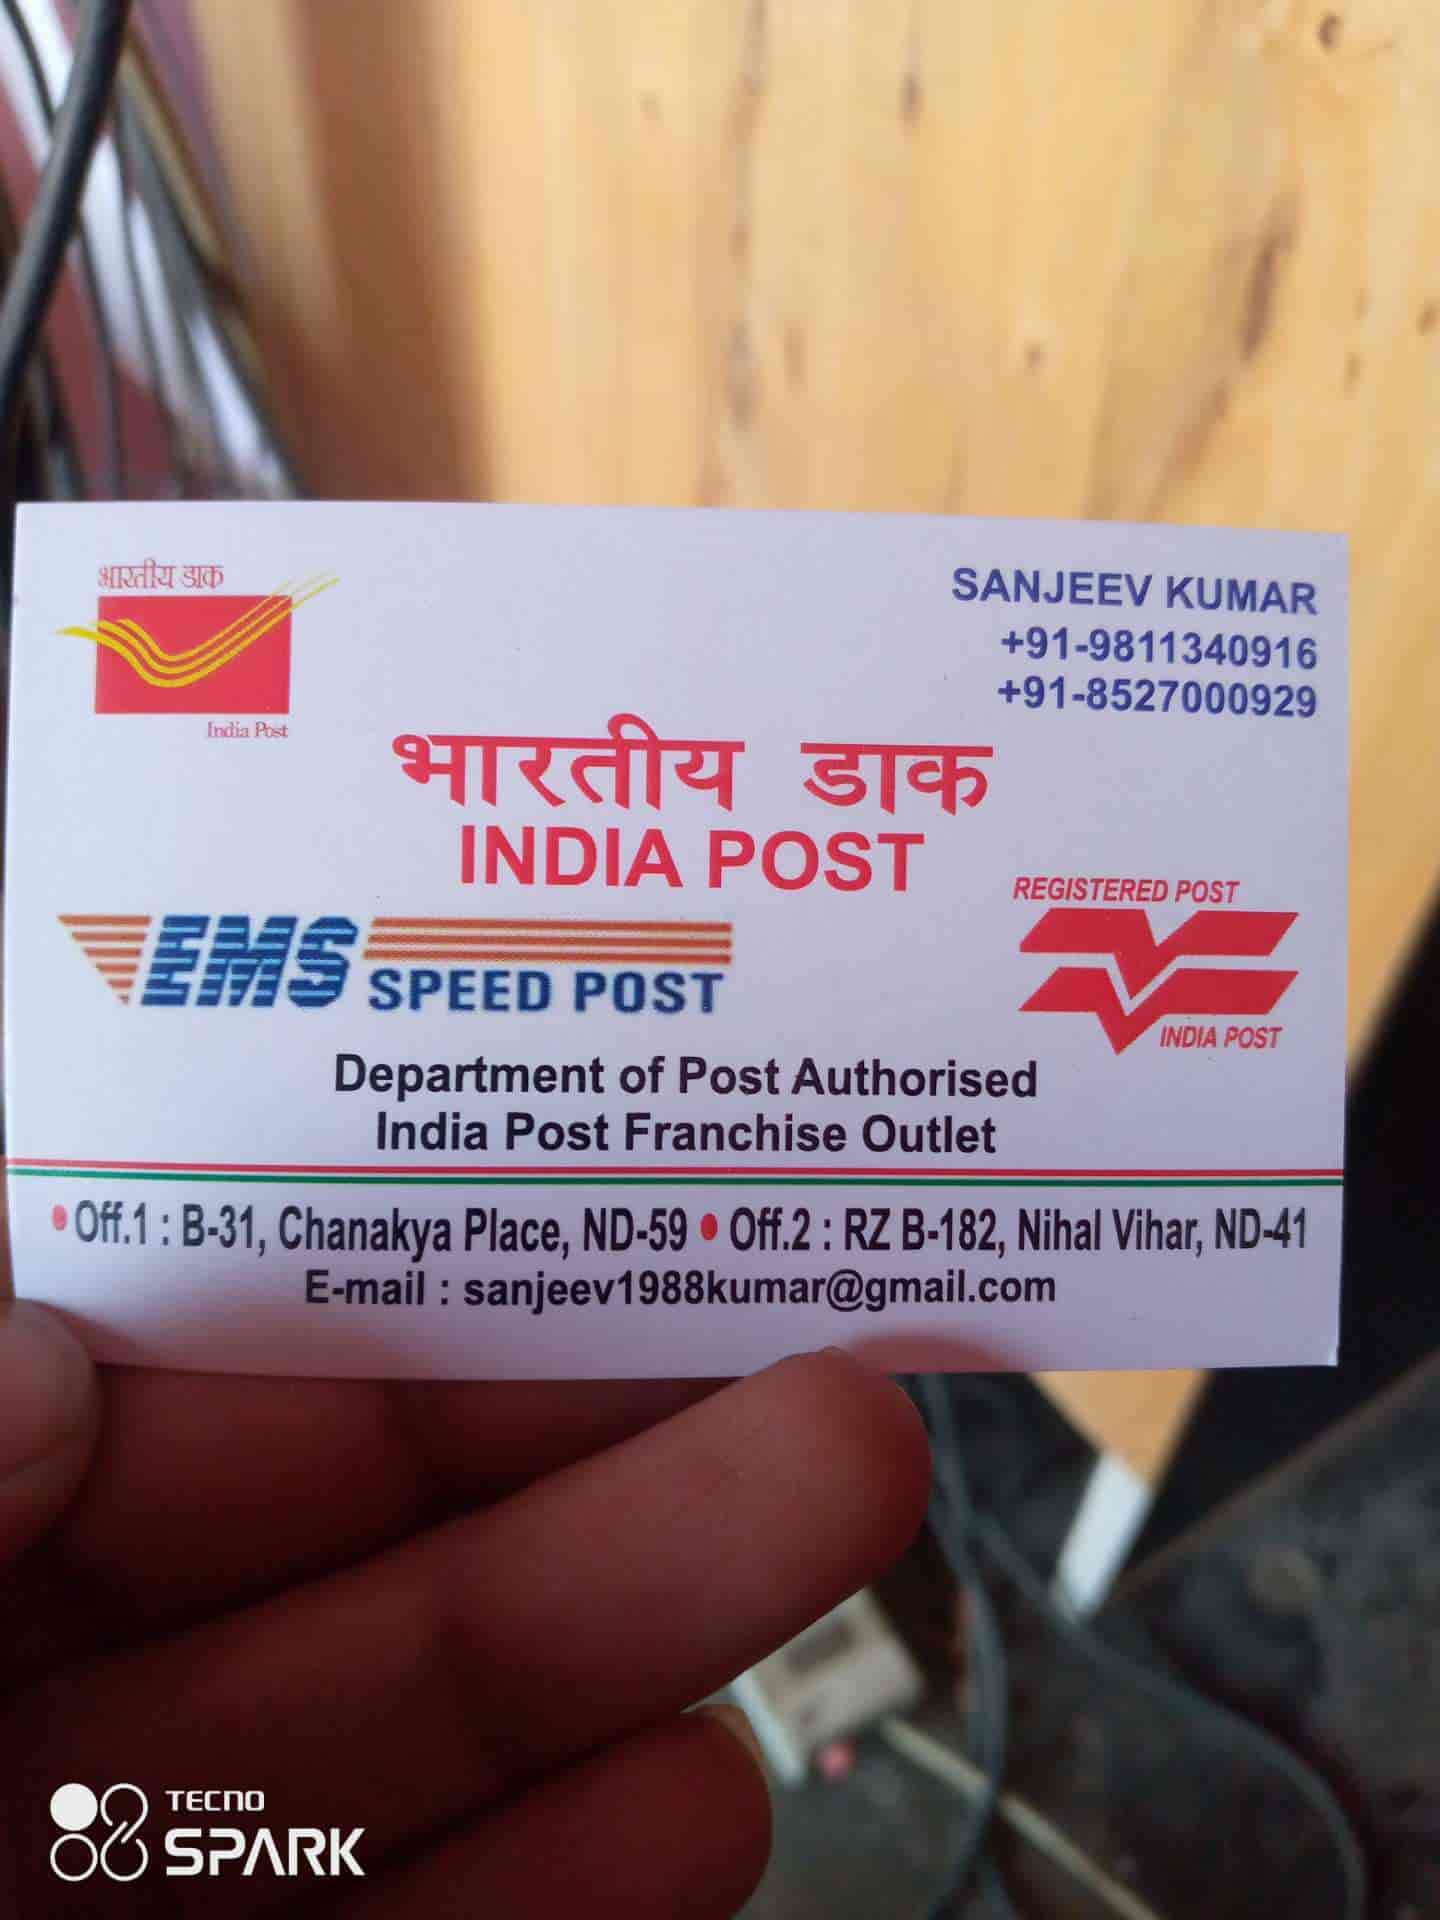 भारतीय डाक
India Post
SANJEEV KUMAR
+91-9811340916
+91-8527000929
भारतीय डाक
INDIA POST
EMS SPEED POST
REGISTERED POST
INDIA POST
Department of Post Authorised
India Post Franchise Outlet
• Off.1 : B-31, Chanakya Place, ND-59 • Off.2 : RZ B-182, Nihal Vihar, ND-41
E-mail : sanjeev1988kumar@gmail.com
TECNO
SPARK